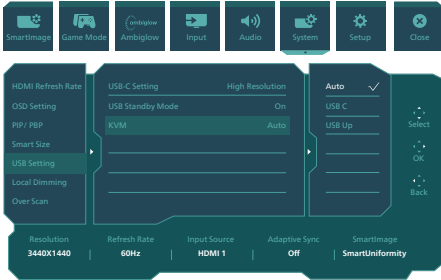 SmartImage
Game Mode
ambiglow
Ambiglow
Input
Audio
System
Setup
Close
HDMI Refresh Rate
OSD Setting
PIP/ PBP
Smart Size
USB Setting
Local Dimming
Over Scan
USB-C Setting High Resolution
USB Standby Mode On
KVM Auto
Auto
USB C
USB Up
Select
OK
Back
Resolution Refresh Rate Input Source Adaptive Sync SmartImage
3440X1440 | 60Hz | HDMI 1 | Off | SmartUniformity